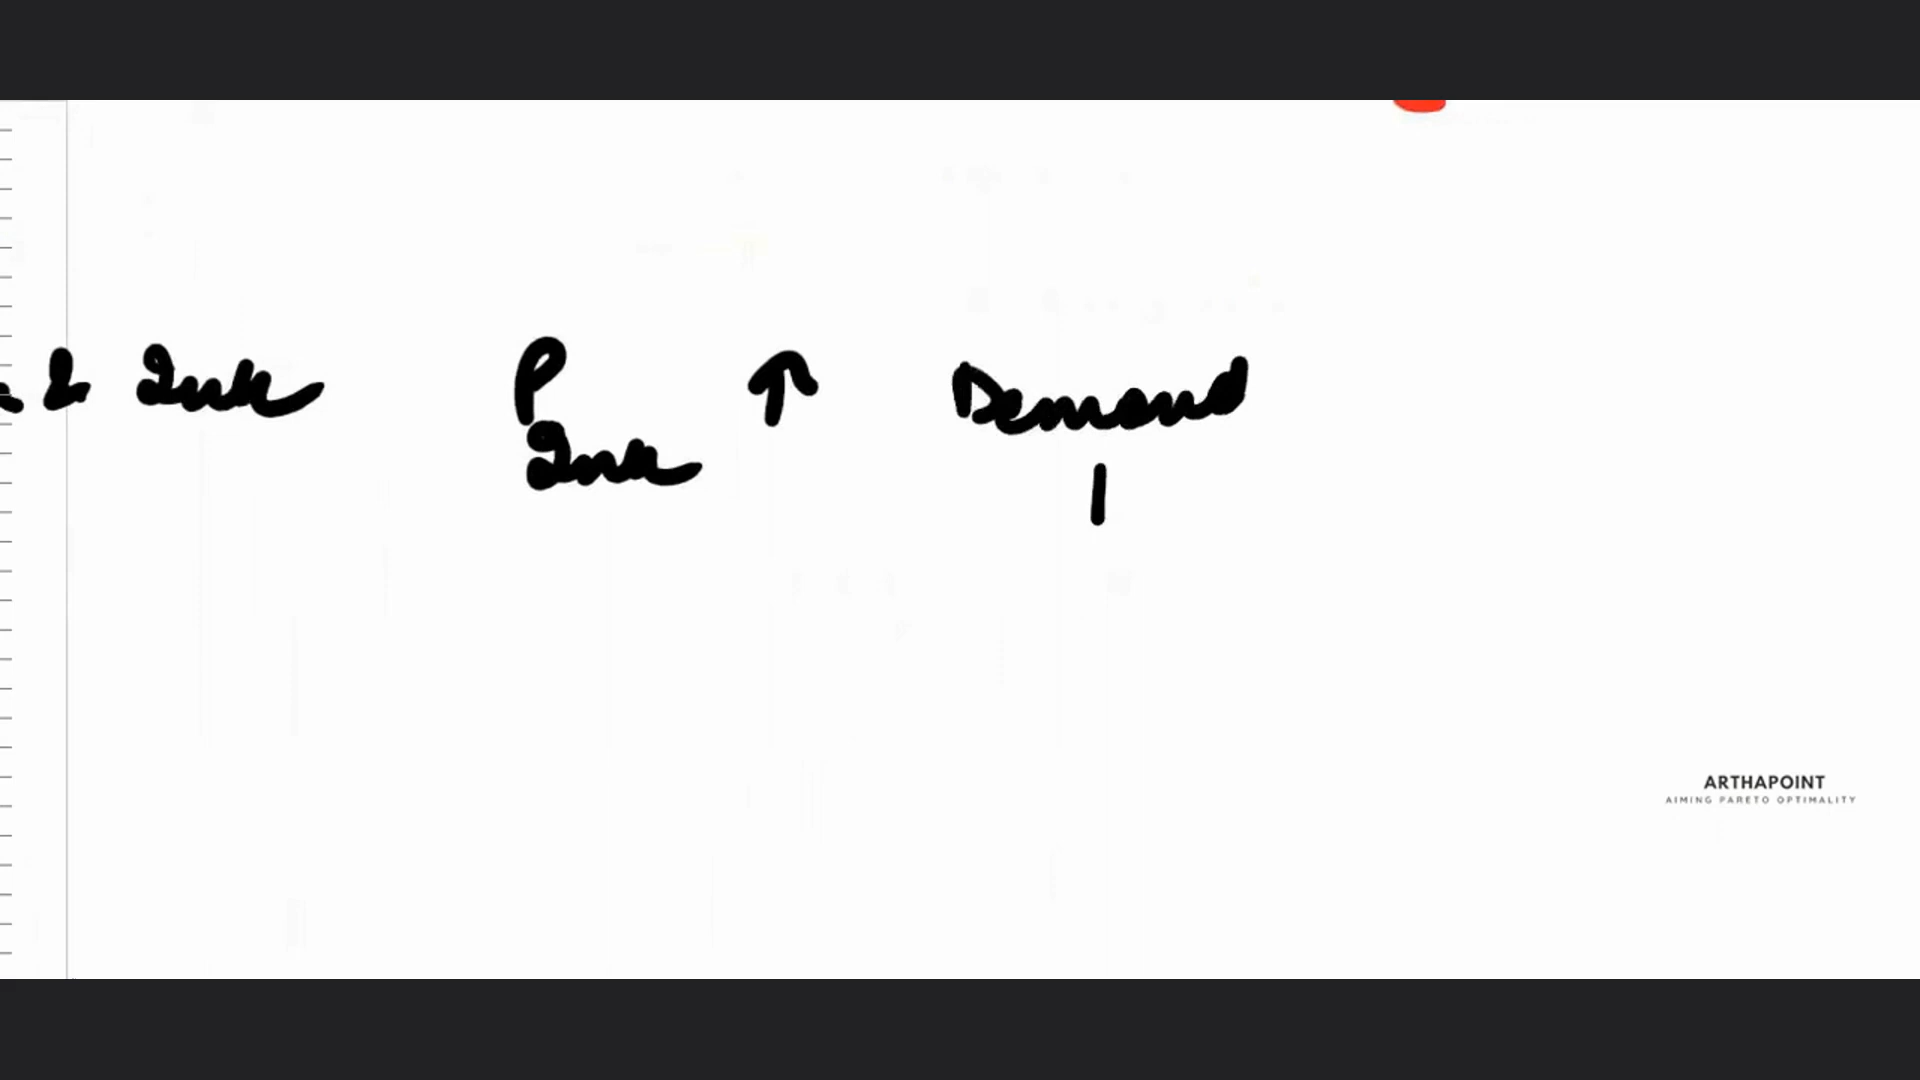 & Ink P ↑ Demand
Ink
ARTHAPOINT
AIMING PARETO OPTIMALITY